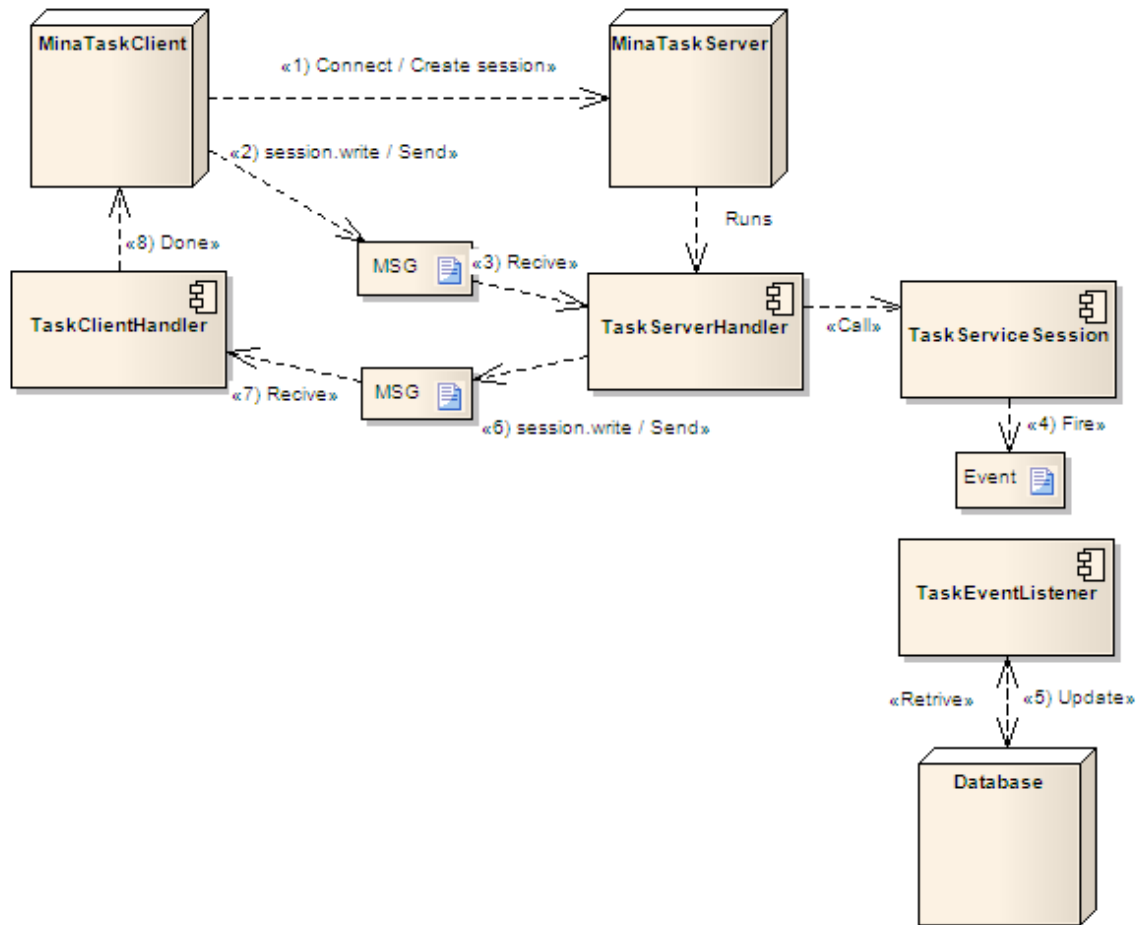 MinaTaskClient
MinaTaskServer
«1) Connect / Create session»
«2) session.write / Send»
Runs
«8) Done»
MSG
«3) Recive»
TaskClientHandler
TaskServerHandler
«Call»
TaskServiceSession
«7) Recive»
MSG
«6) session.write / Send»
«4) Fire»
Event
TaskEventListener
«Retrive»
«5) Update»
Database